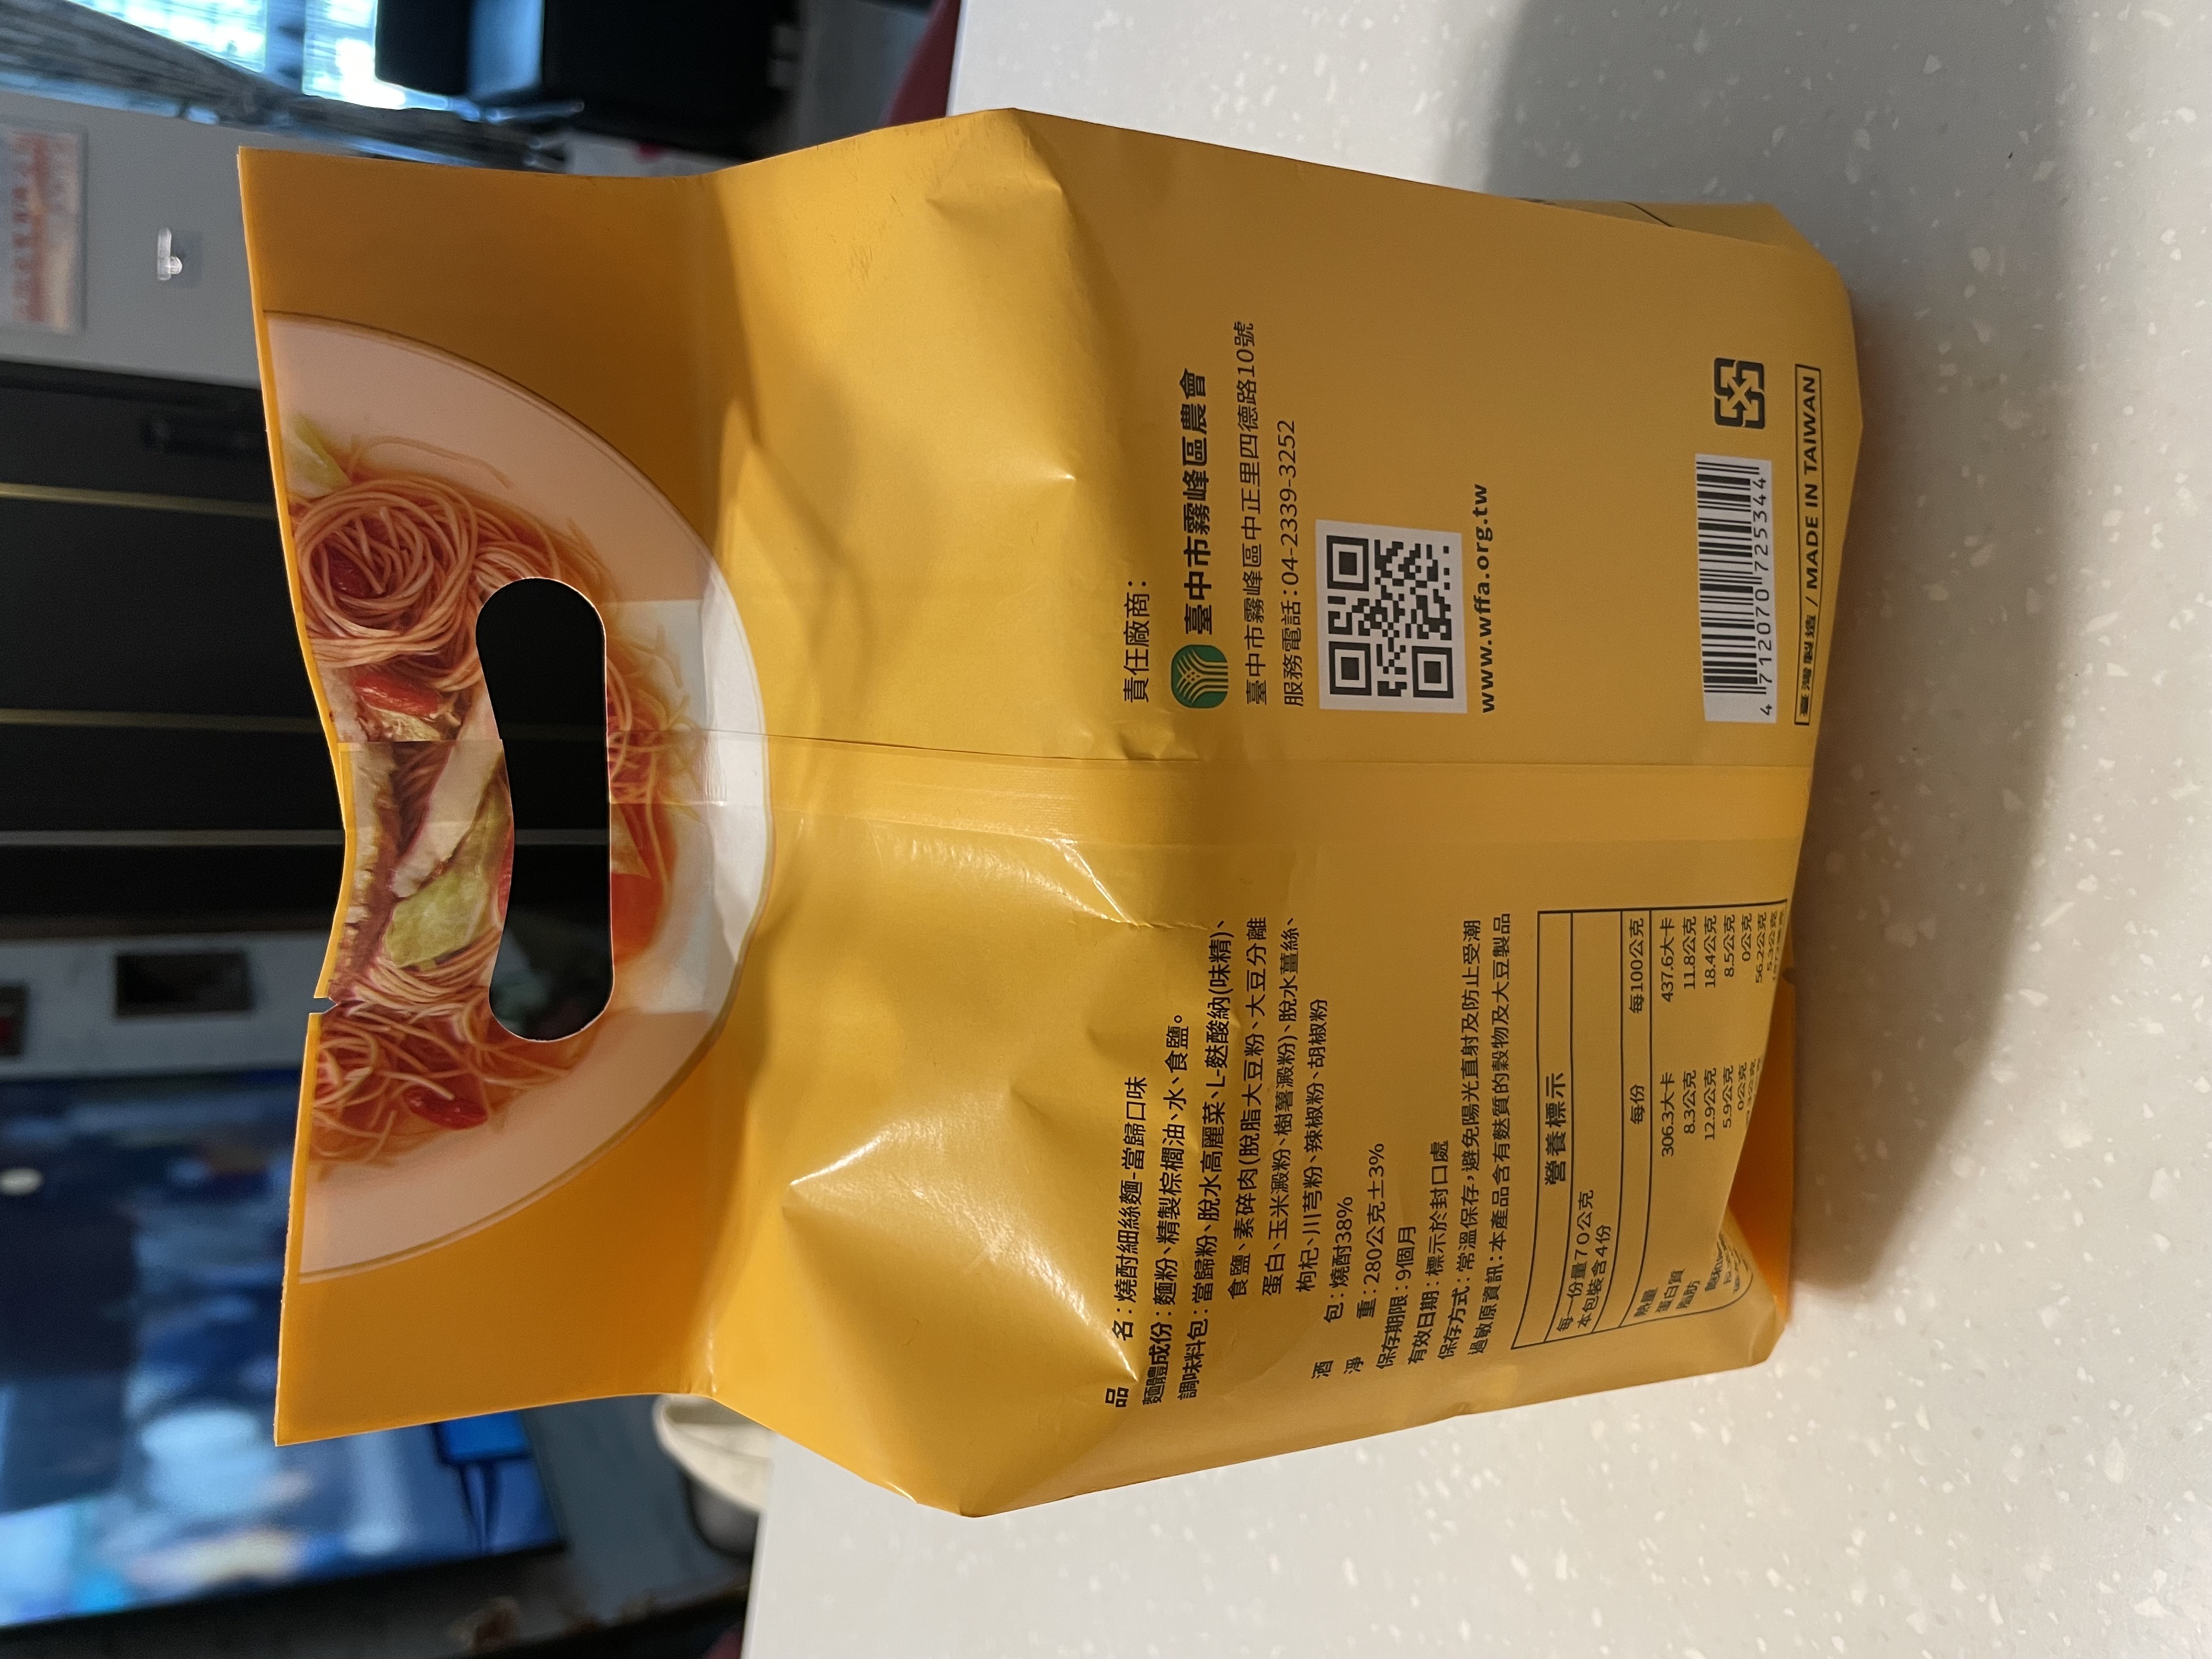 品名：燒酎細絲麵-當歸口味
麵體成份：麵粉、精製棕櫚油、水、食鹽。
調味料包：當歸粉、脫水高麗菜、L-麩酸納(味精)、
食鹽、素碎肉(脫脂大豆粉、大豆分離
蛋白、玉米澱粉、樹薯澱粉)、脫水薑絲、
枸杞、川芎粉、辣椒粉、胡椒粉
酒包：燒酎38%
淨重：280公克±3%
保存期限：9個月
有效日期：標示於封口處
保存方式：常溫保存，避免陽光直射及防止受潮
過敏原資訊：本產品含有麩質的穀物及大豆製品
營養標示
每一份量70公克
本包裝含4份
每份 每100公克
熱量 306.3大卡 437.6大卡
蛋白質 8.3公克 11.8公克
脂肪 12.9公克 18.4公克
5.9公克 8.5公克
0公克 0公克
56.2公克
5.3公克
責任廠商：
臺中市霧峰區農會
臺中市霧峰區中正里四德路10號
服務電話：04-2339-3252
www.wffa.org.tw
4 712070 725344
臺灣製造 / MADE IN TAIWAN